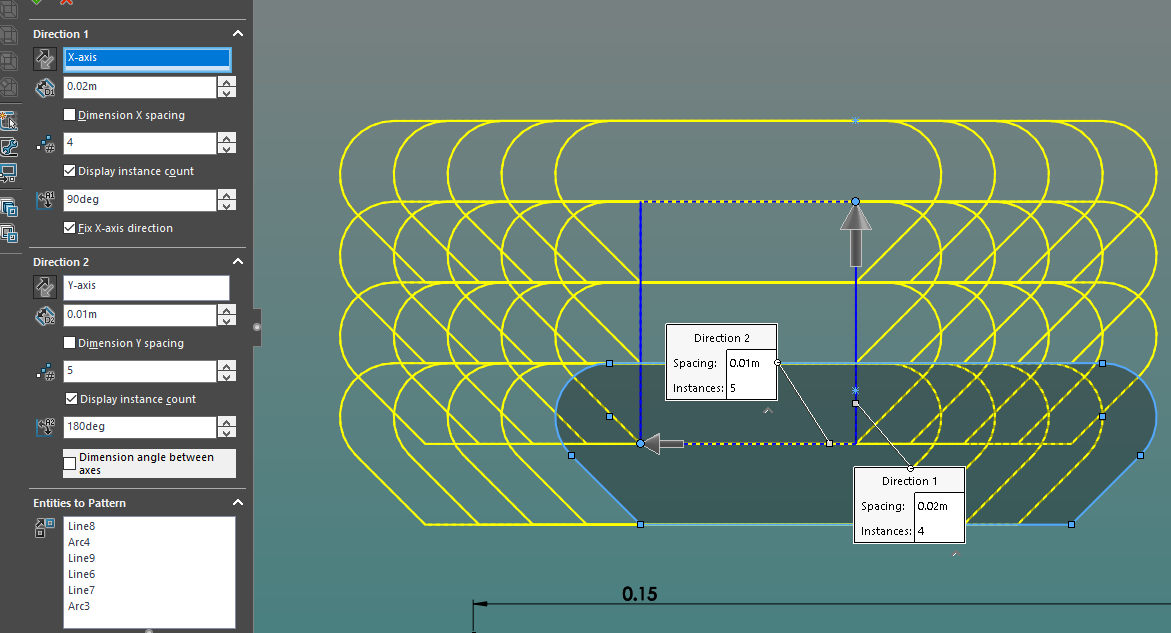 Direction 1
X-axis
0.02m
Dimension X spacing
4
Display instance count
90deg
Fix X-axis direction
Direction 2
Y-axis
0.01m
Dimension Y spacing
5
Display instance count
180deg
Dimension angle between
axes
Entities to Pattern
Line8
Arc4
Line9
Line6
Line7
Arc3
Direction 2
Spacing: 0.01m
Instances: 5
Direction 1
Spacing: 0.02m
Instances: 4
0.15